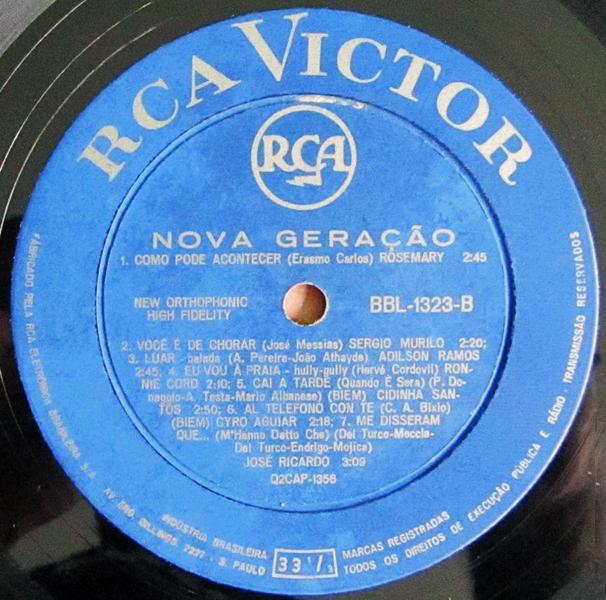 RCA VICTOR
RCA
NOVA GERAÇÃO
1. COMO PODE ACONTECER (Erasmo Carlos) ROSEMARY 2:45
NEW ORTHOPHONIC
HIGH FIDELITY
BBL-1323-B
2. VOCÊ É DE CHORAR (José Messias) SERGIO MURILO 2:20;
3. LUAR - balada (A. Pereira-João Athayde) ADILSON RAMOS
2:45; 4. EU VOU À PRAIA - hully-gully (Hervé Cordovil) RON-
NIE CORD 2:10; 5. CAI A TARDE (Quando È Sera) (P. Do-
naggio-A. Testa-Mario Albanese) (BIEM) CIDINHA SAN-
TOS 2:50; 6. AL TELEFONO CON TE (C. A. Bixio)
(BIEM) CYRO AGUIAR 2:18; 7. ME DISSERAM
QUE... (M'Hanno Detto Che) (Del Turco-Meccia-
Del Turco-Endrigo-Mojica)
JOSÉ RICARDO 3:09
Q2CAP-1356
FABRICADO PELA RCA ELETRÔNICA BRASILEIRA S.A. AV. ENG. BILLINGS, 2227 - S. PAULO
INDÚSTRIA BRASILEIRA
33 1/3
MARCAS REGISTRADAS
TODOS OS DIREITOS DE EXECUÇÃO PÚBLICA E RÁDIO TRANSMISSÃO RESERVADOS